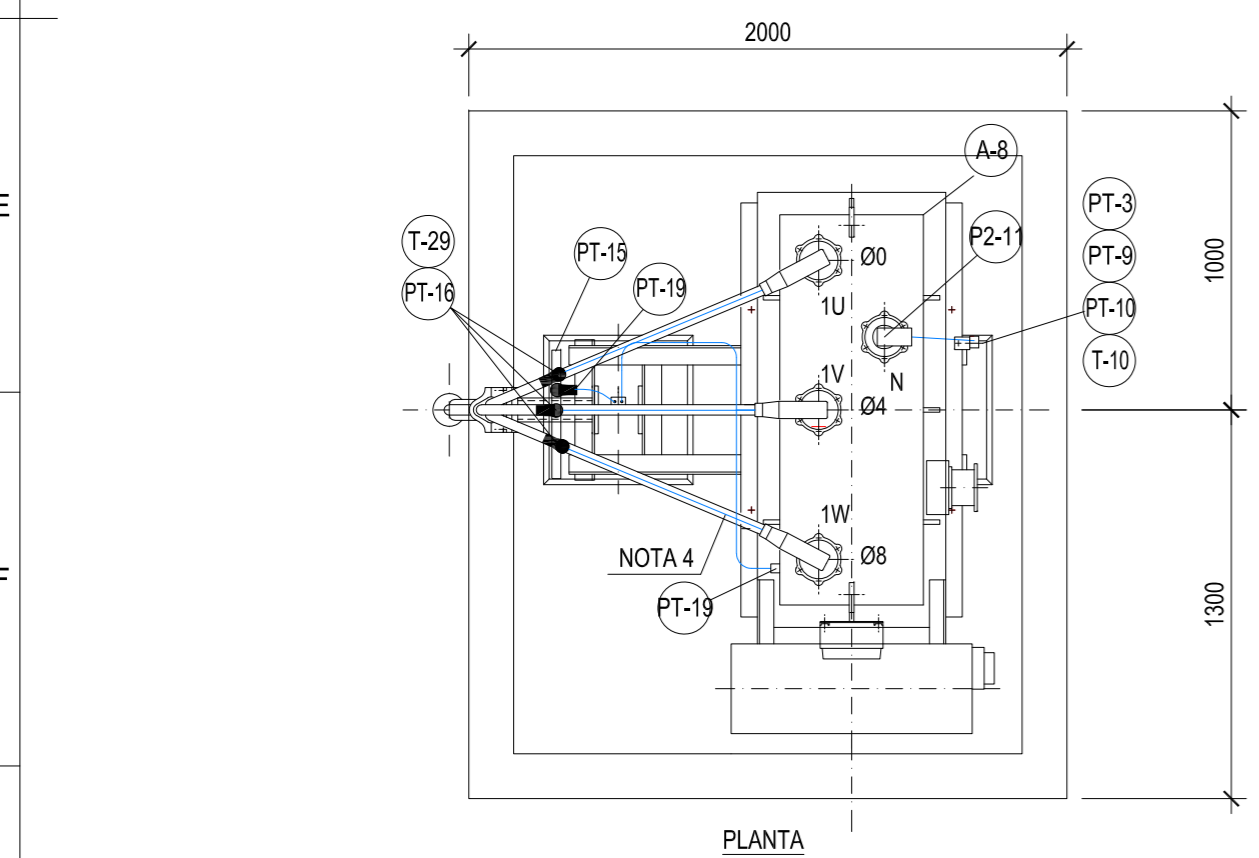 2000
A-8
E
PT-3
T-29
PT-15
P2-11
PT-9
Ø0
1000
PT-16
PT-19
1U
PT-10
T-10
1V
N
Ø4
1W
NOTA 4
Ø8
F
PT-19
1300
PLANTA